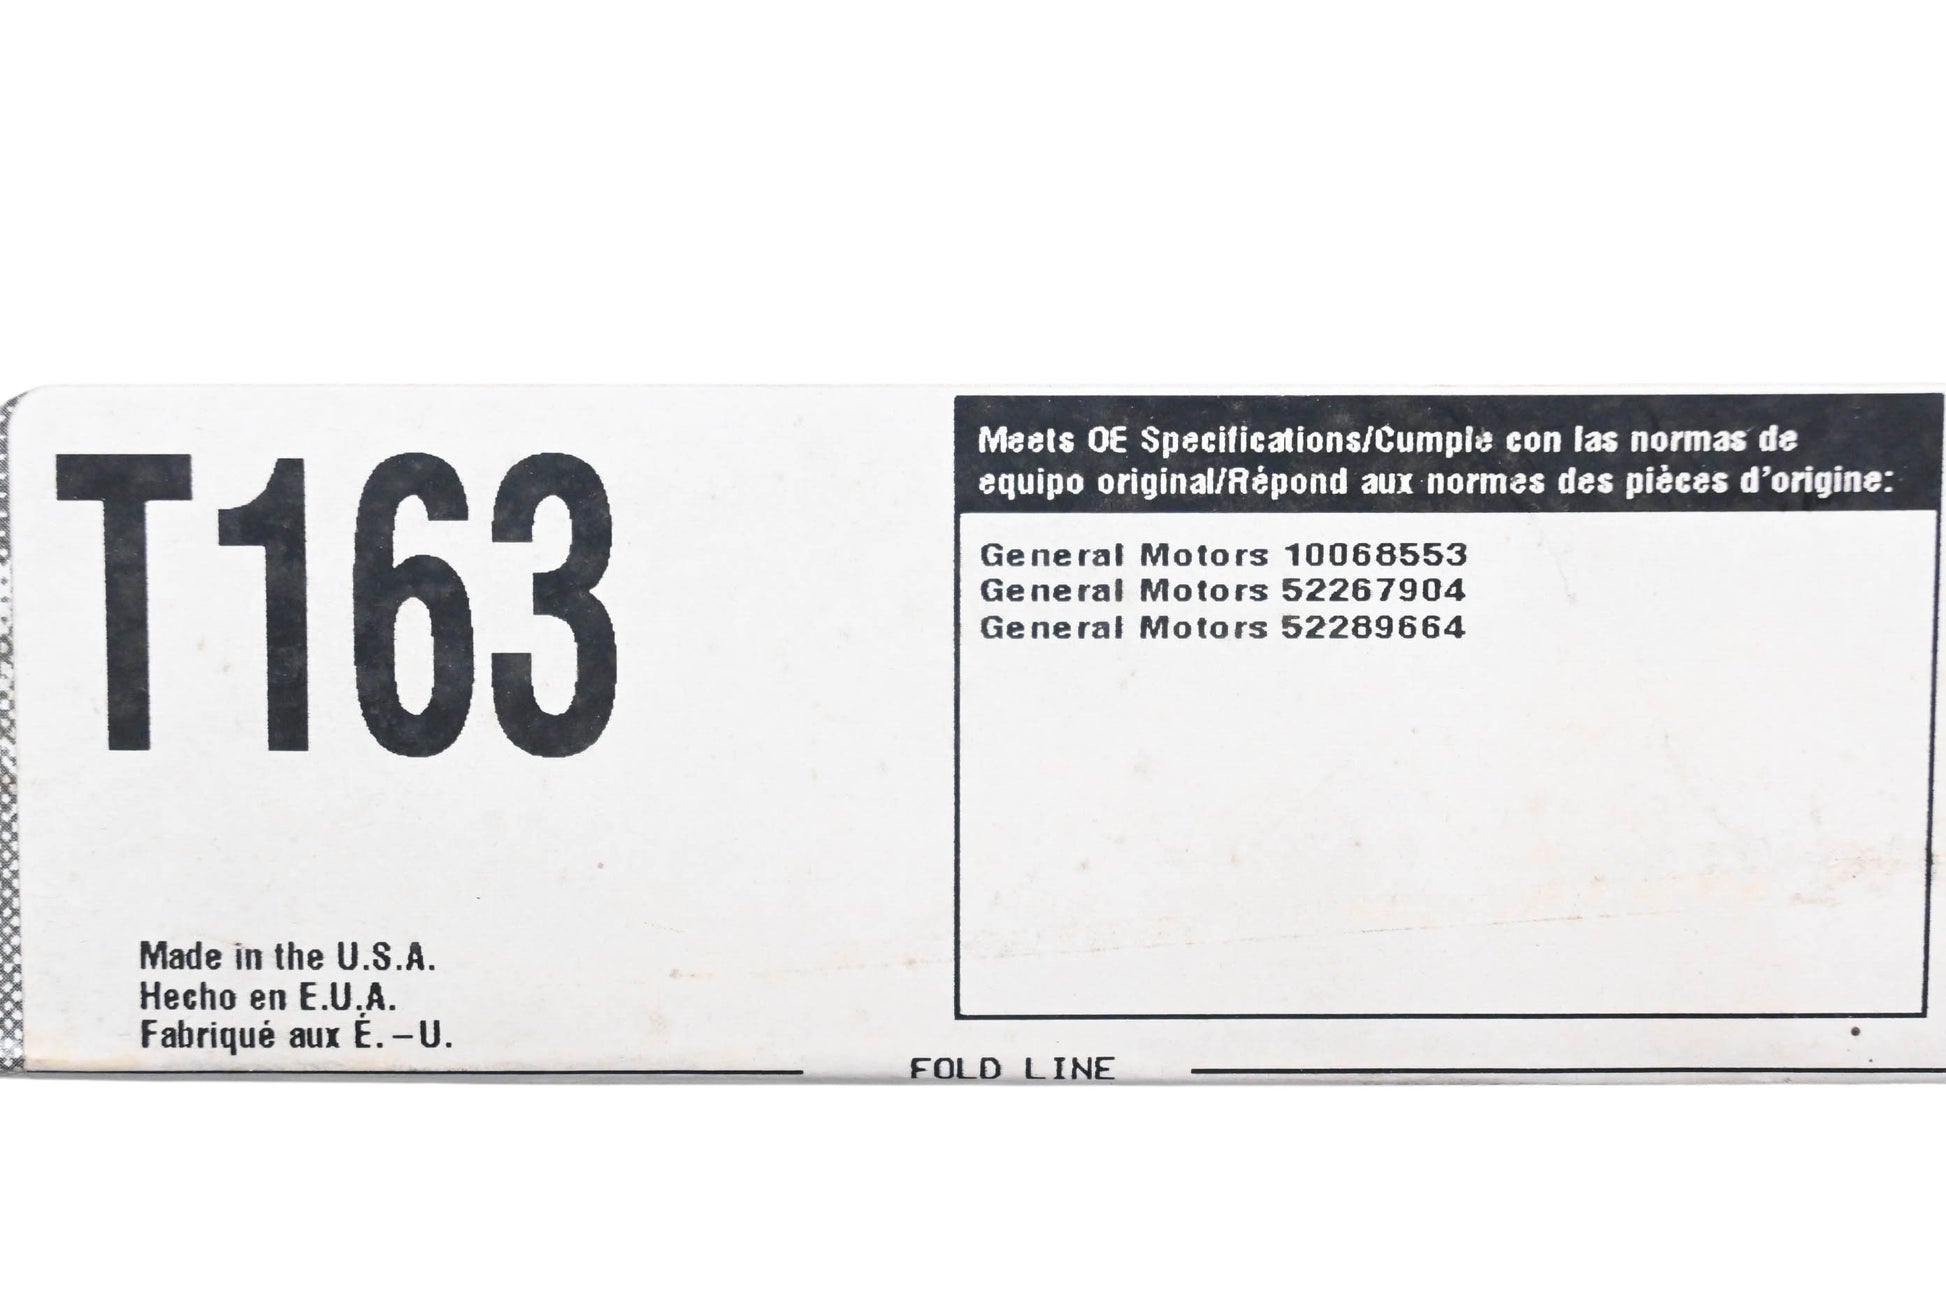 T163
Made in the U.S.A.
Hecho en E.U.A.
Fabriqué aux É.-U.
Meets OE Specifications/Cumple con las normas de
equipo original/Répond aux normes des pièces d'origine:
General Motors 10068553
General Motors 52267904
General Motors 52289664
FOLD LINE